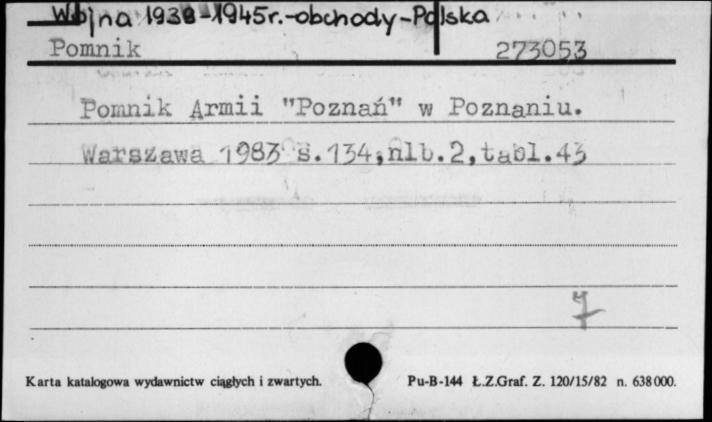 Wojna 1939-1945r.-obchody-Polska
Pomnik 273053
Pomnik Armii "Poznań" w Poznaniu.
Warszawa 1983 s.134,nlb.2,tabl.43
7
Karta katalogowa wydawnictw ciągłych i zwartych. Pu-B-144 Ł.Z.Graf. Z. 120/15/82 n. 638000.